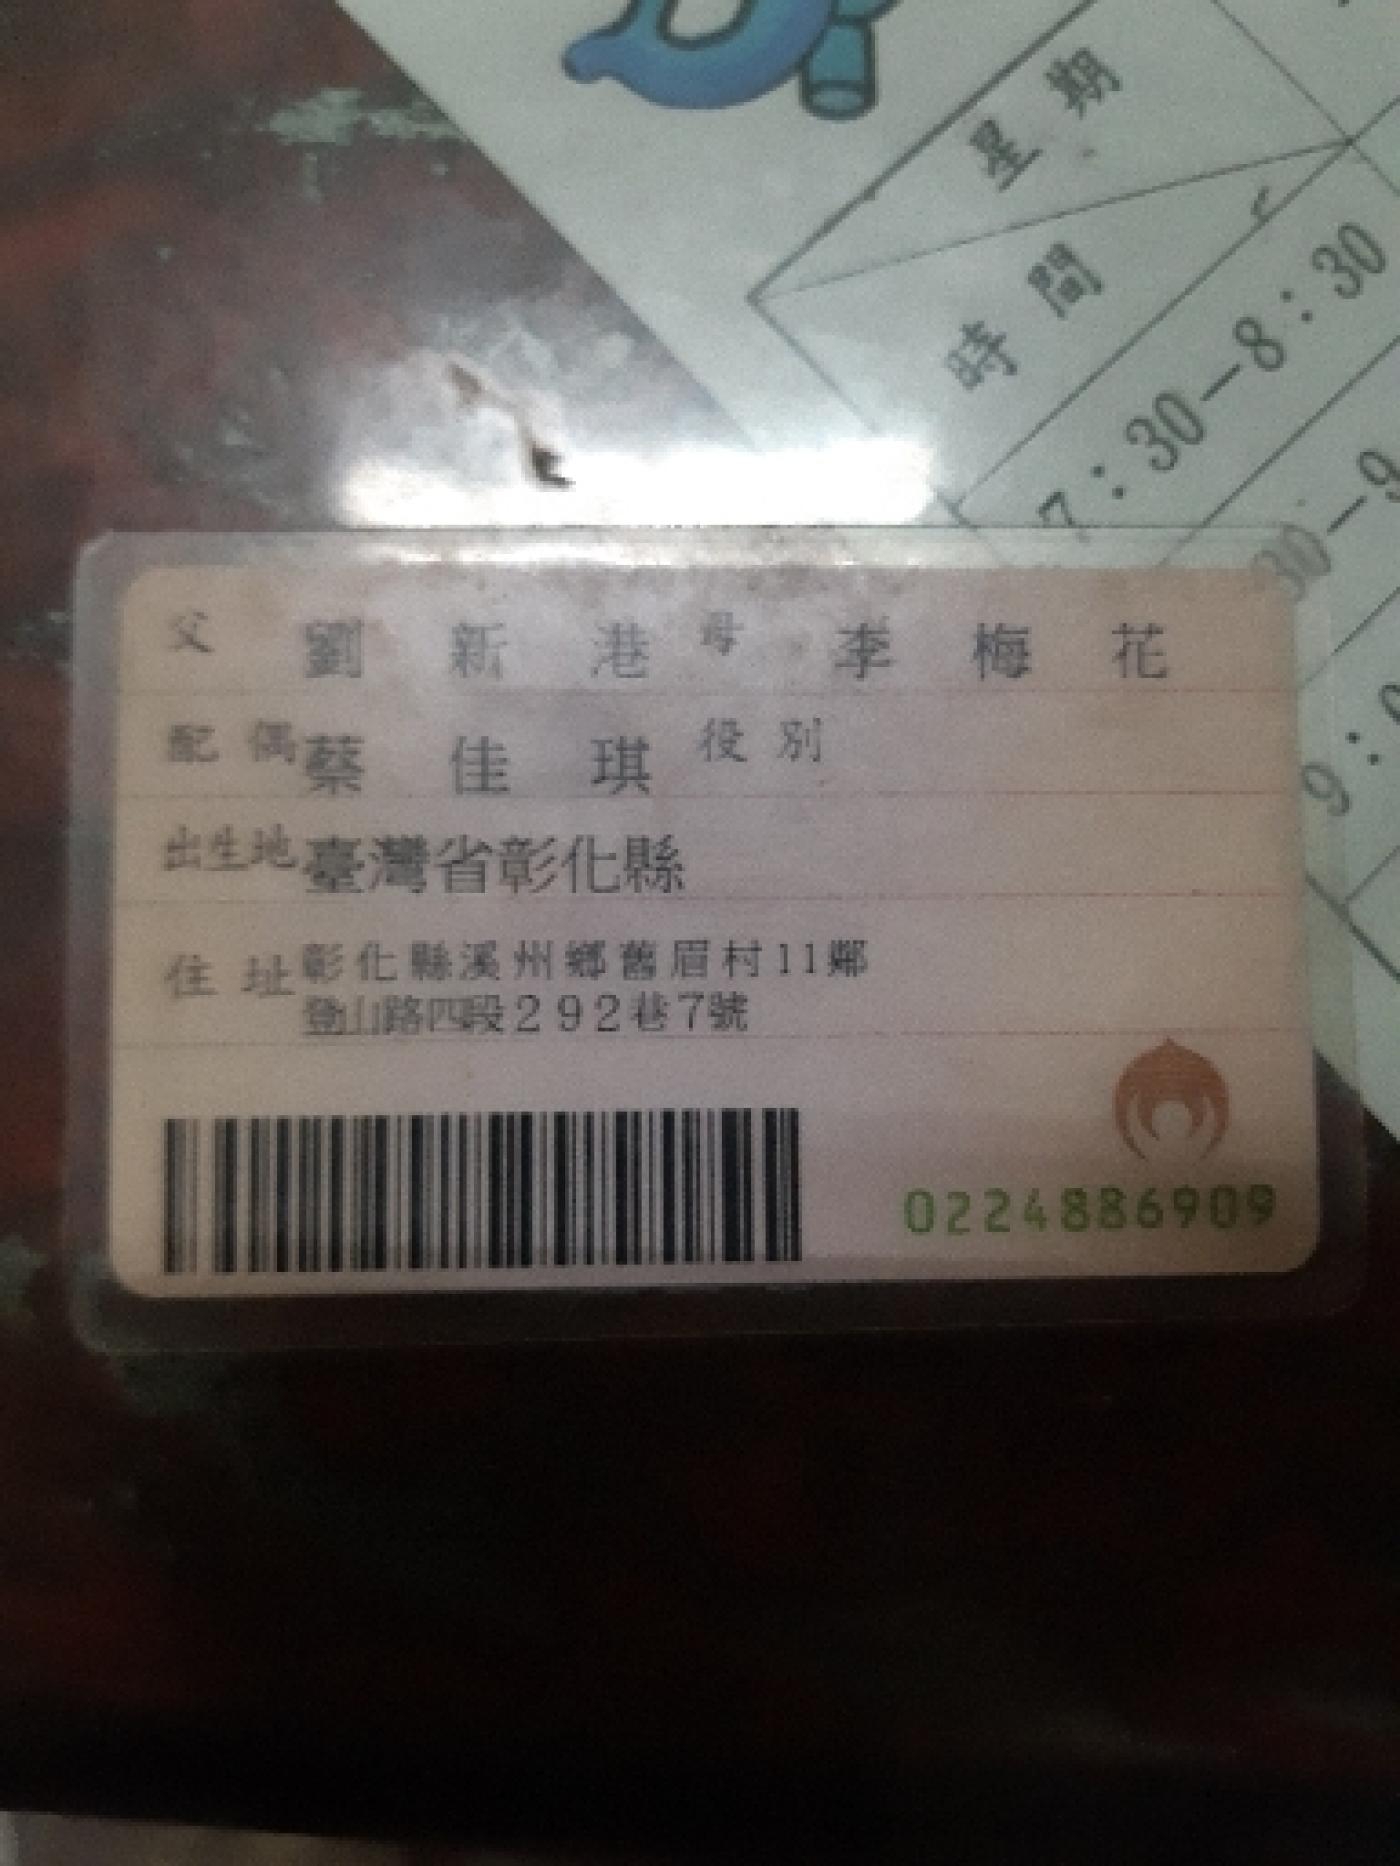 星期
時間
7:30-8:30
30-9
9:
父 劉新港 母 李梅花
配偶 蔡佳琪 役別
出生地 臺灣省彰化縣
住址 彰化縣溪州鄉舊眉村11鄰
登山路四段292巷7號
0224886909